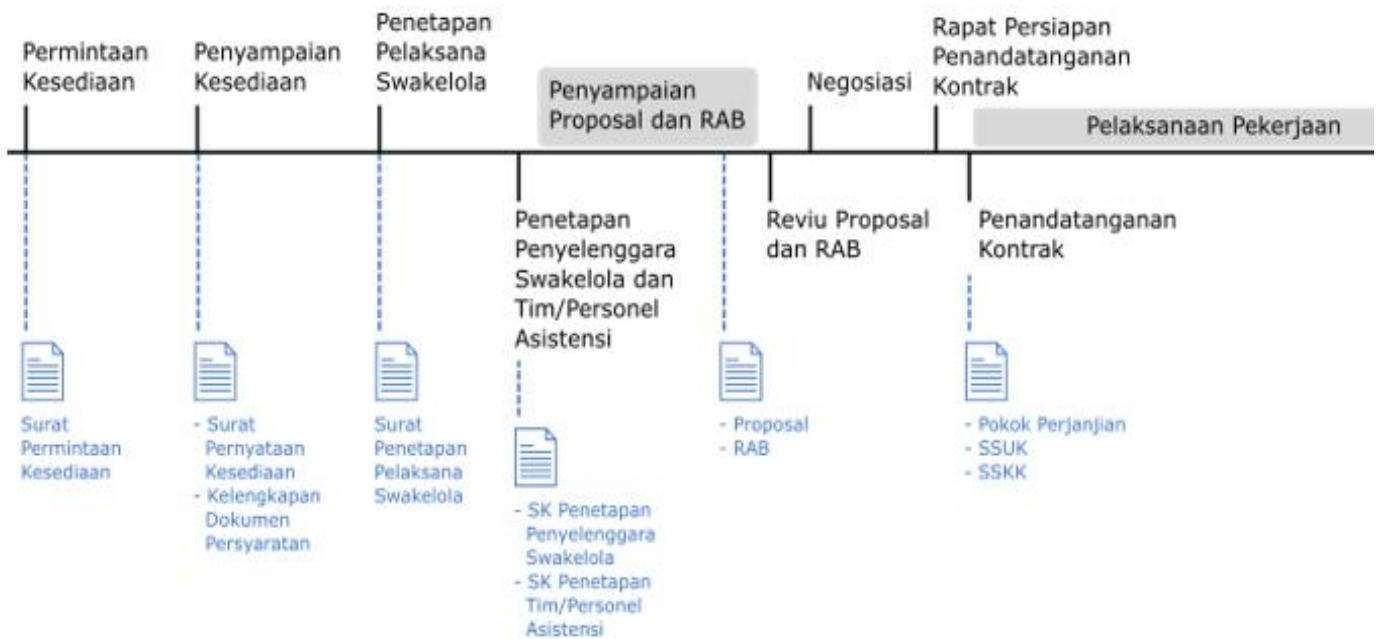 Permintaan
Kesediaan
Penyampaian
Kesediaan
Penetapan
Pelaksana
Swakelola
Penyampaian
Proposal dan RAB
Negosiasi
Rapat Persiapan
Penandatanganan
Kontrak
Pelaksanaan Pekerjaan
Penetapan
Penyelenggara
Swakelola dan
Tim/Personel
Asistensi
Reviu Proposal
dan RAB
Penandatanganan
Kontrak
Surat
Permintaan
Kesediaan
- Surat
Pernyataan
Kesediaan
- Kelengkapan
Dokumen
Persyaratan
Surat
Penetapan
Pelaksana
Swakelola
- SK Penetapan
Penyelenggara
Swakelola
- SK Penetapan
Tim/Personel
Asistensi
- Proposal
- RAB
- Pokok Perjanjian
- SSUK
- SSKK